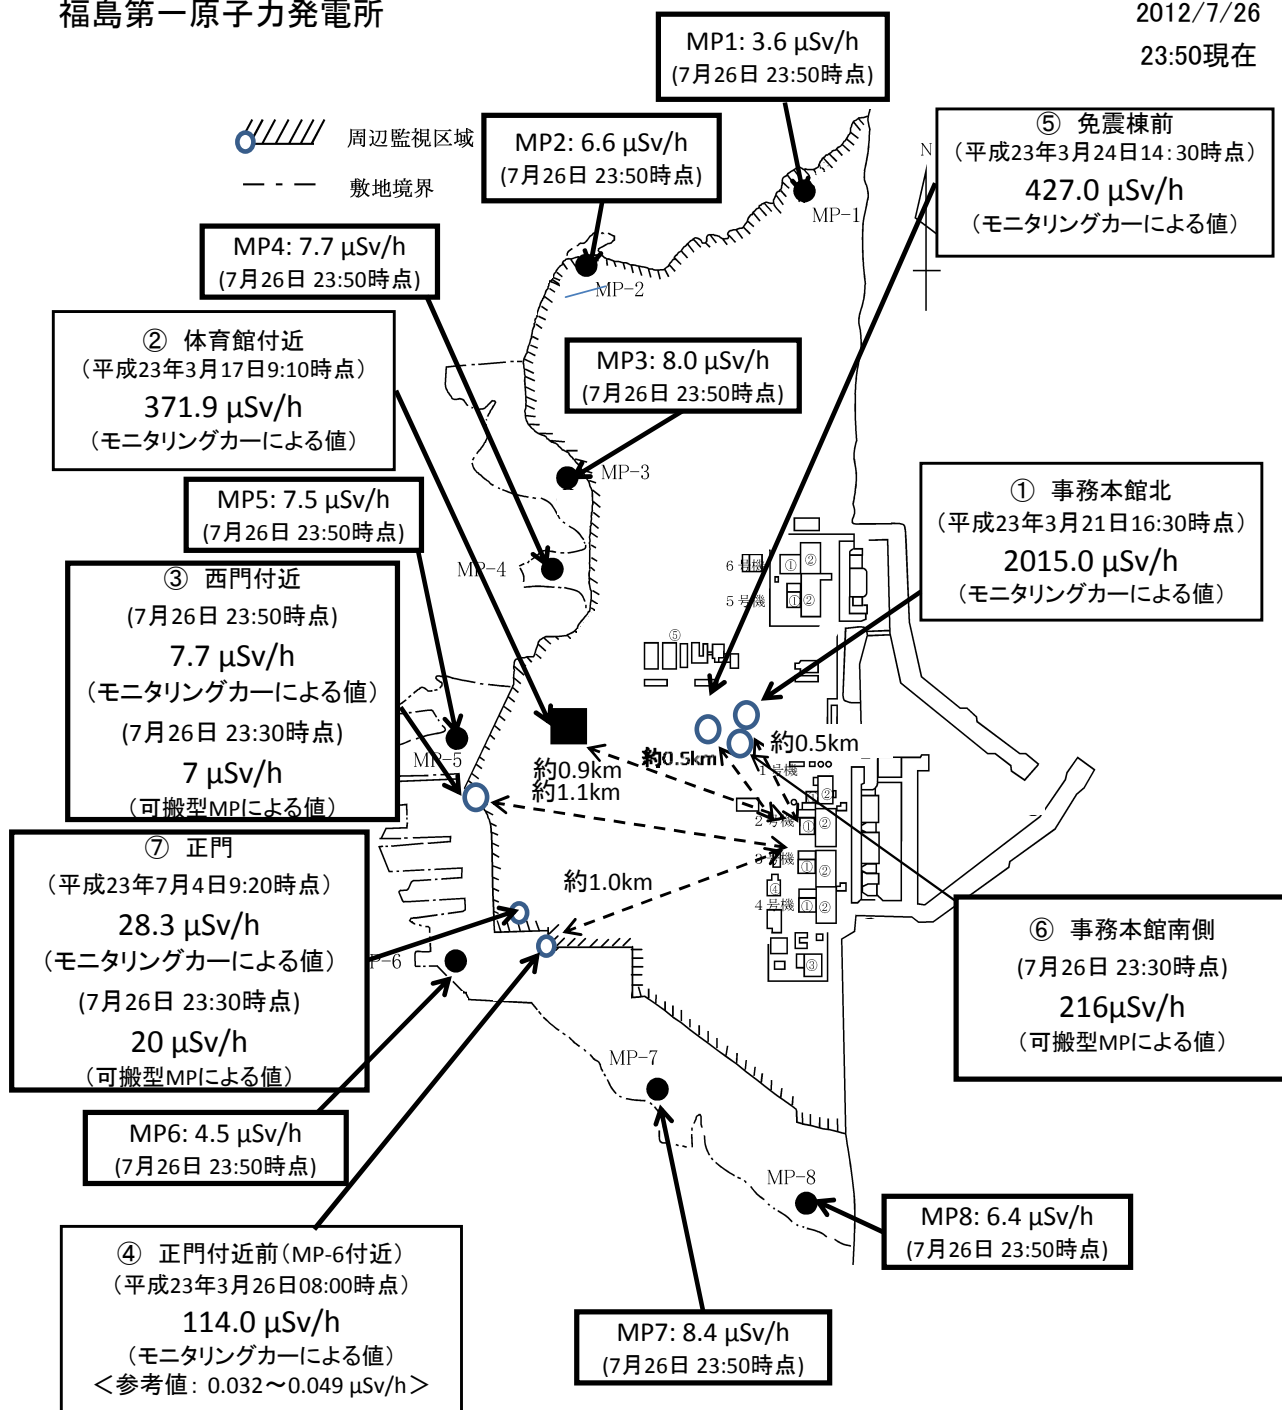 福島第一原子力発電所
2012/7/26
23:50現在
周辺監視区域
敷地境界
MP1: 3.6 μSv/h
(7月26日 23:50時点)
MP2: 6.6 μSv/h
(7月26日 23:50時点)
⑤ 免震棟前
(平成23年3月24日14:30時点)
427.0 μSv/h
(モニタリングカーによる値)
N
MP-1
MP4: 7.7 μSv/h
(7月26日 23:50時点)
MP-2
② 体育館付近
(平成23年3月17日9:10時点)
371.9 μSv/h
(モニタリングカーによる値)
MP3: 8.0 μSv/h
(7月26日 23:50時点)
MP-3
MP5: 7.5 μSv/h
(7月26日 23:50時点)
① 事務本館北
(平成23年3月21日16:30時点)
2015.0 μSv/h
(モニタリングカーによる値)
MP-4
6号機
①
②
5号機
①
②
③ 西門付近
(7月26日 23:50時点)
7.7 μSv/h
(モニタリングカーによる値)
(7月26日 23:30時点)
7 μSv/h
(可搬型MPによる値)
⑤
MP-5
約0.9km
約1.1km
約0.5km
約0.5km
1号機
②
2号機
①
②
3号機
①
②
④
4号機
①
②
③
約1.0km
⑦ 正門
(平成23年7月4日9:20時点)
28.3 μSv/h
(モニタリングカーによる値)
(7月26日 23:30時点)
20 μSv/h
(可搬型MPによる値)
P-6
⑥ 事務本館南側
(7月26日 23:30時点)
216μSv/h
(可搬型MPによる値)
MP-7
MP6: 4.5 μSv/h
(7月26日 23:50時点)
MP-8
MP8: 6.4 μSv/h
(7月26日 23:50時点)
④ 正門付近前(MP-6付近)
(平成23年3月26日08:00時点)
114.0 μSv/h
(モニタリングカーによる値)
<参考値: 0.032~0.049 μSv/h>
MP7: 8.4 μSv/h
(7月26日 23:50時点)